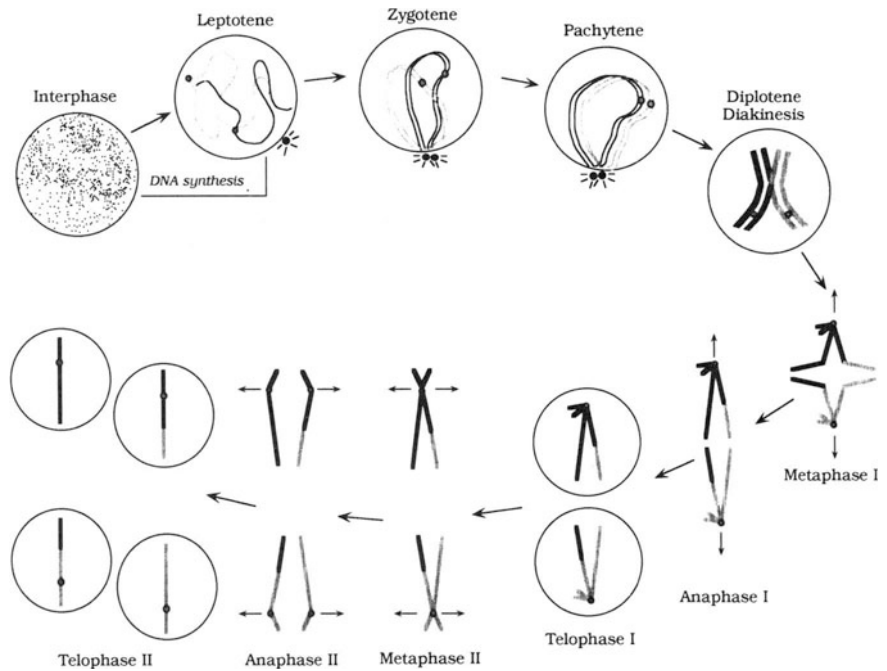 Interphase
DNA synthesis
Leptotene
Zygotene
Pachytene
Diplotene
Diakinesis
Metaphase I
Anaphase I
Telophase I
Metaphase II
Anaphase II
Telophase II